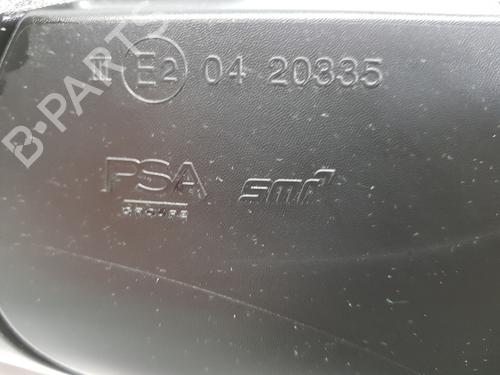 III E2 04 20335
PSA smr
GROUPE
B-PARTS